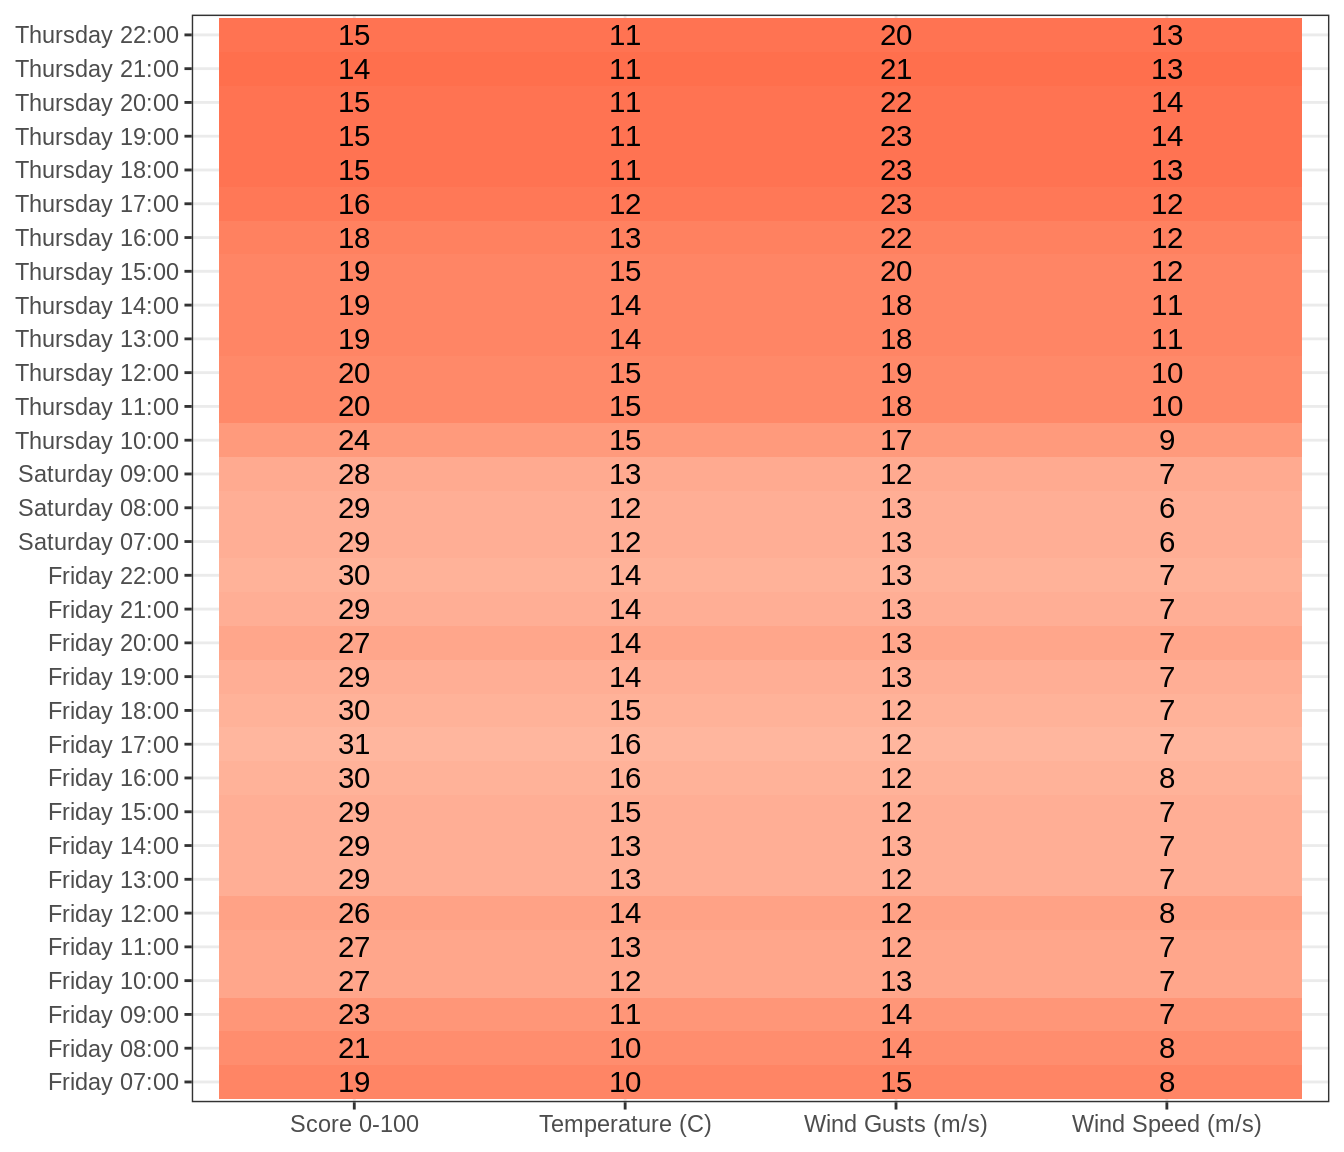 Thursday 22:00 15 11 20 13
Thursday 21:00 14 11 21 13
Thursday 20:00 15 11 22 14
Thursday 19:00 15 11 23 14
Thursday 18:00 15 11 23 13
Thursday 17:00 16 12 23 12
Thursday 16:00 18 13 22 12
Thursday 15:00 19 15 20 12
Thursday 14:00 19 14 18 11
Thursday 13:00 19 14 18 11
Thursday 12:00 20 15 19 10
Thursday 11:00 20 15 18 10
Thursday 10:00 24 15 17 9
Saturday 09:00 28 13 12 7
Saturday 08:00 29 12 13 6
Saturday 07:00 29 12 13 6
Friday 22:00 30 14 13 7
Friday 21:00 29 14 13 7
Friday 20:00 27 14 13 7
Friday 19:00 29 14 13 7
Friday 18:00 30 15 12 7
Friday 17:00 31 16 12 7
Friday 16:00 30 16 12 8
Friday 15:00 29 15 12 7
Friday 14:00 29 13 13 7
Friday 13:00 29 13 12 7
Friday 12:00 26 14 12 8
Friday 11:00 27 13 12 7
Friday 10:00 27 12 13 7
Friday 09:00 23 11 14 7
Friday 08:00 21 10 14 8
Friday 07:00 19 10 15 8
Score 0-100 Temperature (C) Wind Gusts (m/s) Wind Speed (m/s)